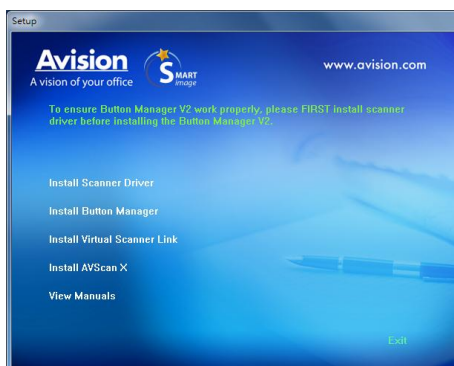 Setup
Avision
A vision of your office
SMART
Image
www.avision.com
To ensure Button Manager V2 work properly, please FIRST install scanner
driver before installing the Button Manager V2.
Install Scanner Driver
Install Button Manager
Install Virtual Scanner Link
Install AVScan X
View Manuals
Exit